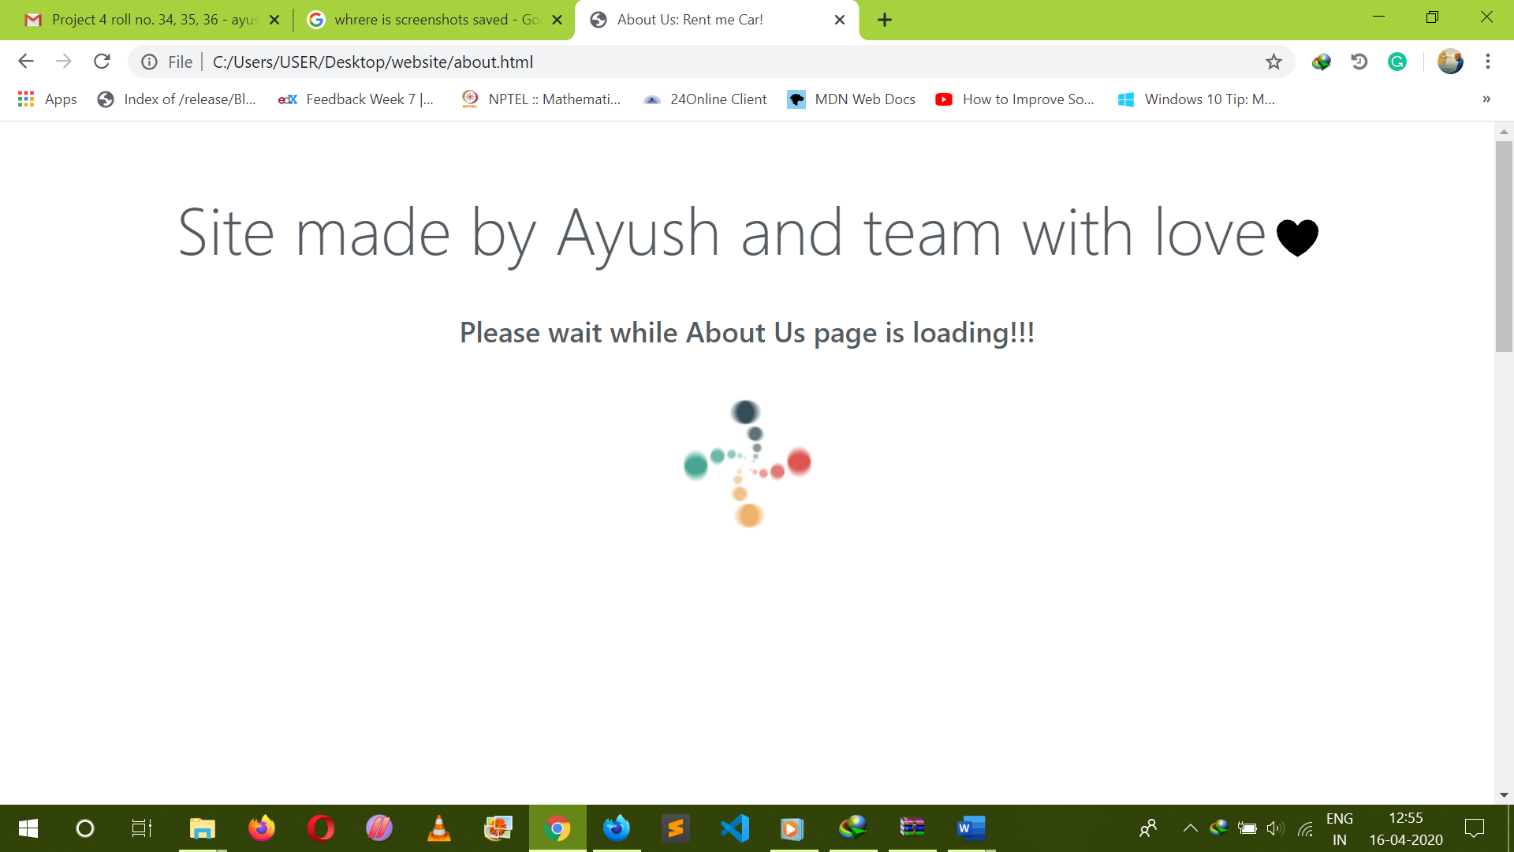 Project 4 roll no. 34, 35, 36 - ayus
whrere is screenshots saved - Go
About Us: Rent me Car!
File
C:/Users/USER/Desktop/website/about.html
Apps
Index of /release/Bl...
Feedback Week 7 |...
NPTEL :: Mathemati...
24Online Client
MDN Web Docs
How to Improve So...
Windows 10 Tip: M...
»
Site made by Ayush and team with love🖤
Please wait while About Us page is loading!!!
ENG
IN
12:55
16-04-2020